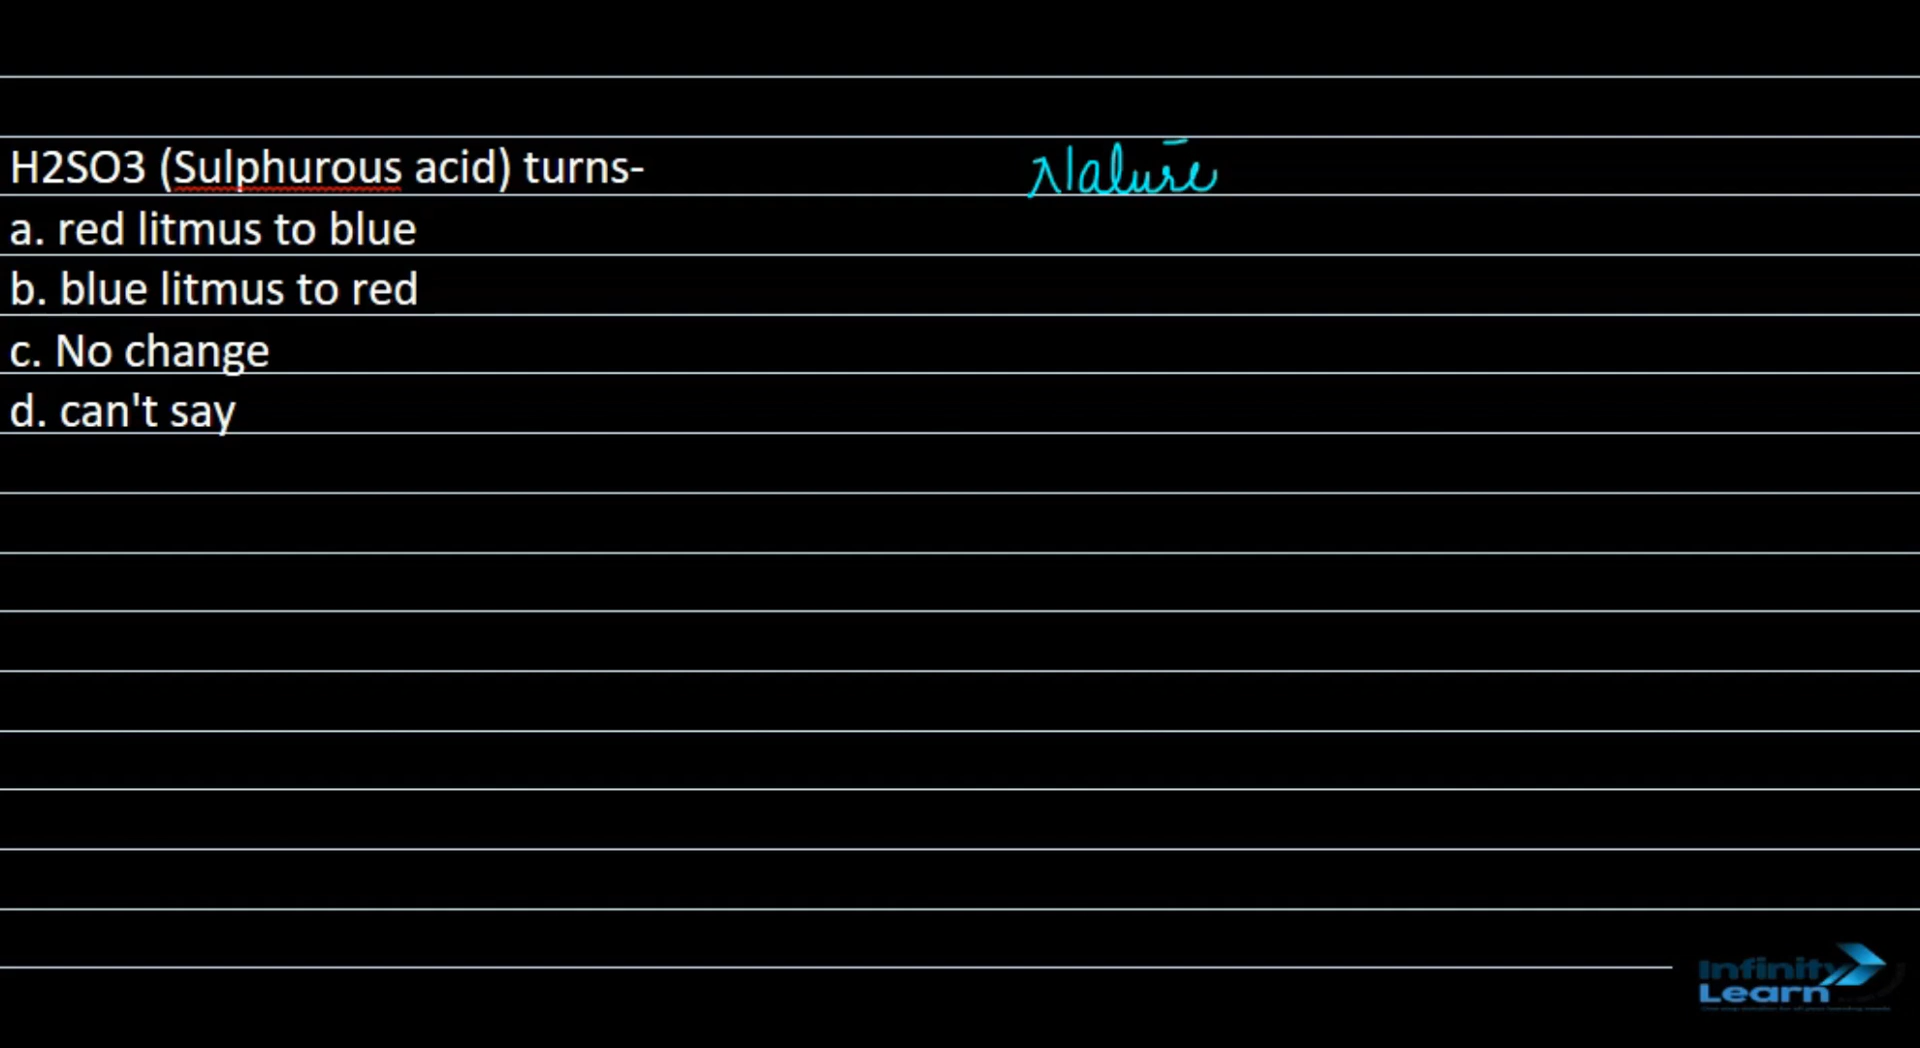 H2SO3 (Sulphurous acid) turns-
Nature
a. red litmus to blue
b. blue litmus to red
c. No change
d. can't say
Infinity
Learn